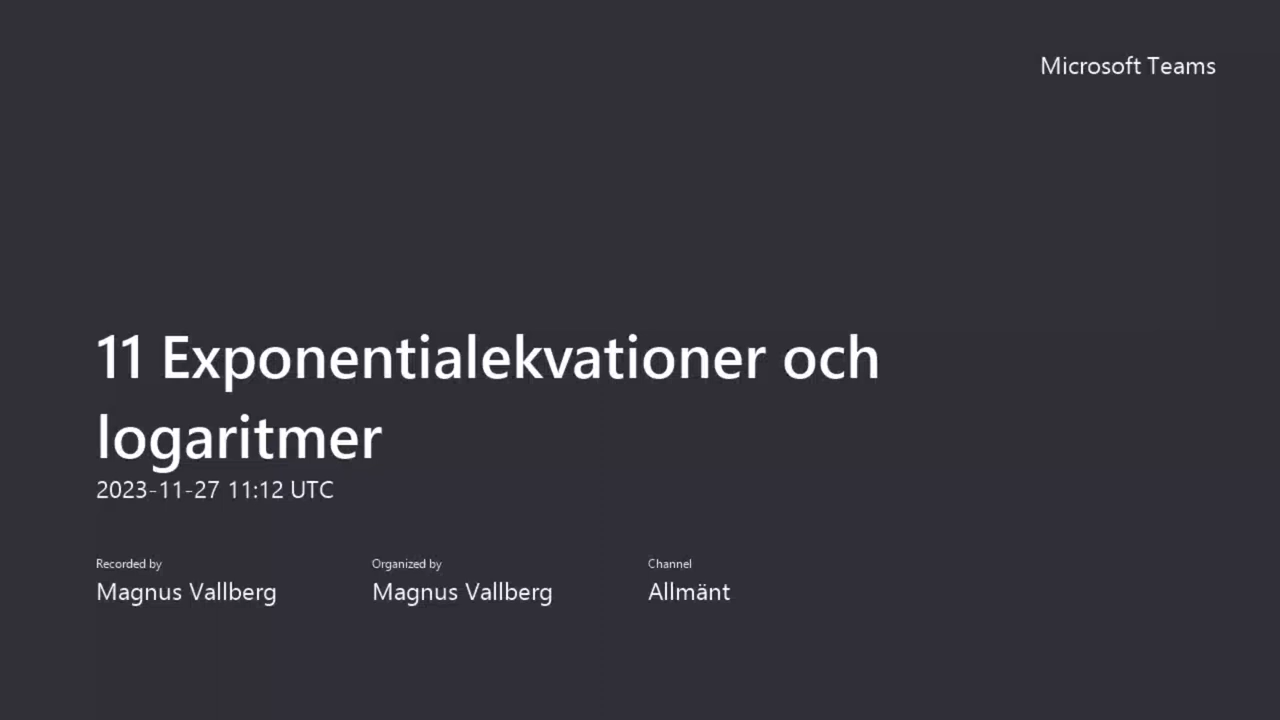 Microsoft Teams
11 Exponentialekvationer och
logaritmer
2023-11-27 11:12 UTC
Recorded by
Magnus Vallberg
Organized by
Magnus Vallberg
Channel
Allmänt